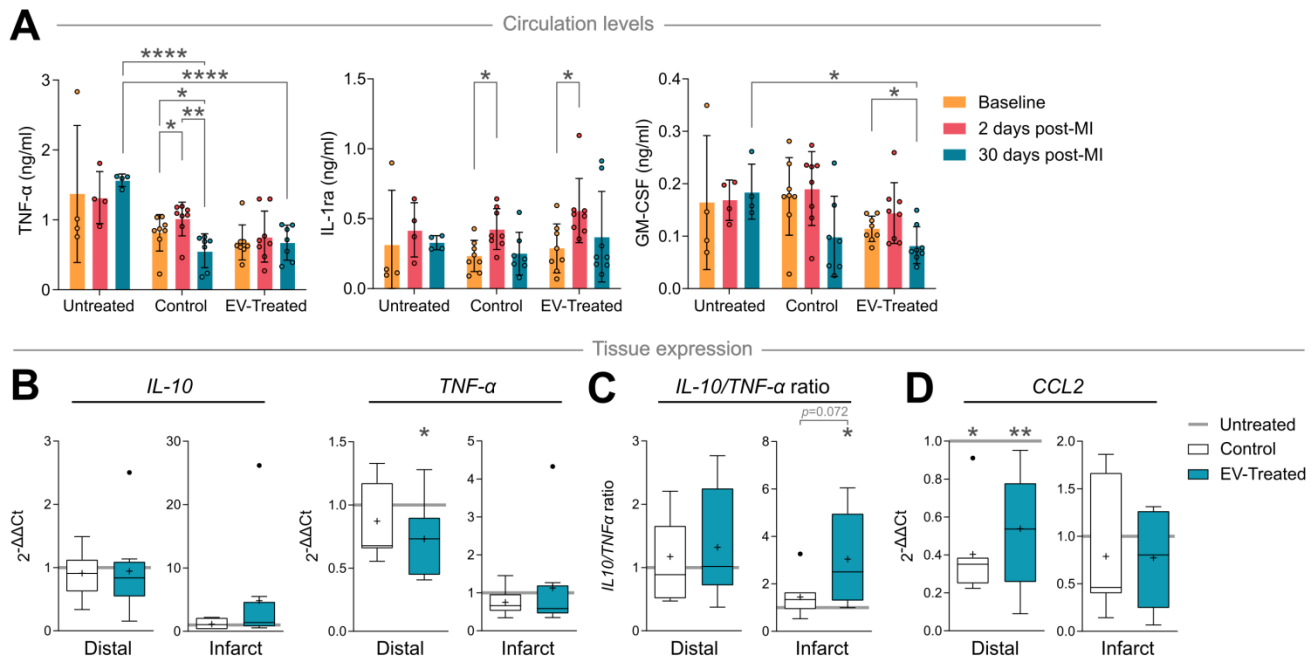 A
Circulation levels
**** **** * * **
3
2
1
0
TNF-α (ng/ml)
Untreated Control EV-Treated
* *
1.5
1.0
0.5
0.0
IL-1ra (ng/ml)
Untreated Control EV-Treated
* *
0.4
0.3
0.2
0.1
0.0
GM-CSF (ng/ml)
Untreated Control EV-Treated
Baseline
2 days post-MI
30 days post-MI
Tissue expression
B
IL-10
2-ΔΔCt
3
2
1
0
Distal
30
20
10
0
Infarct
TNF-α
2-ΔΔCt
*
1.5
1.0
0.5
0.0
Distal
5
4
3
2
1
0
Infarct
C
IL-10/TNF-α ratio
IL10/TNFα ratio
3
2
1
0
Distal
p=0.072
*
8
6
4
2
0
Infarct
D
CCL2
2-ΔΔCt
* **
1.0
0.8
0.6
0.4
0.2
0.0
Distal
2.0
1.5
1.0
0.5
0.0
Infarct
Untreated
Control
EV-Treated